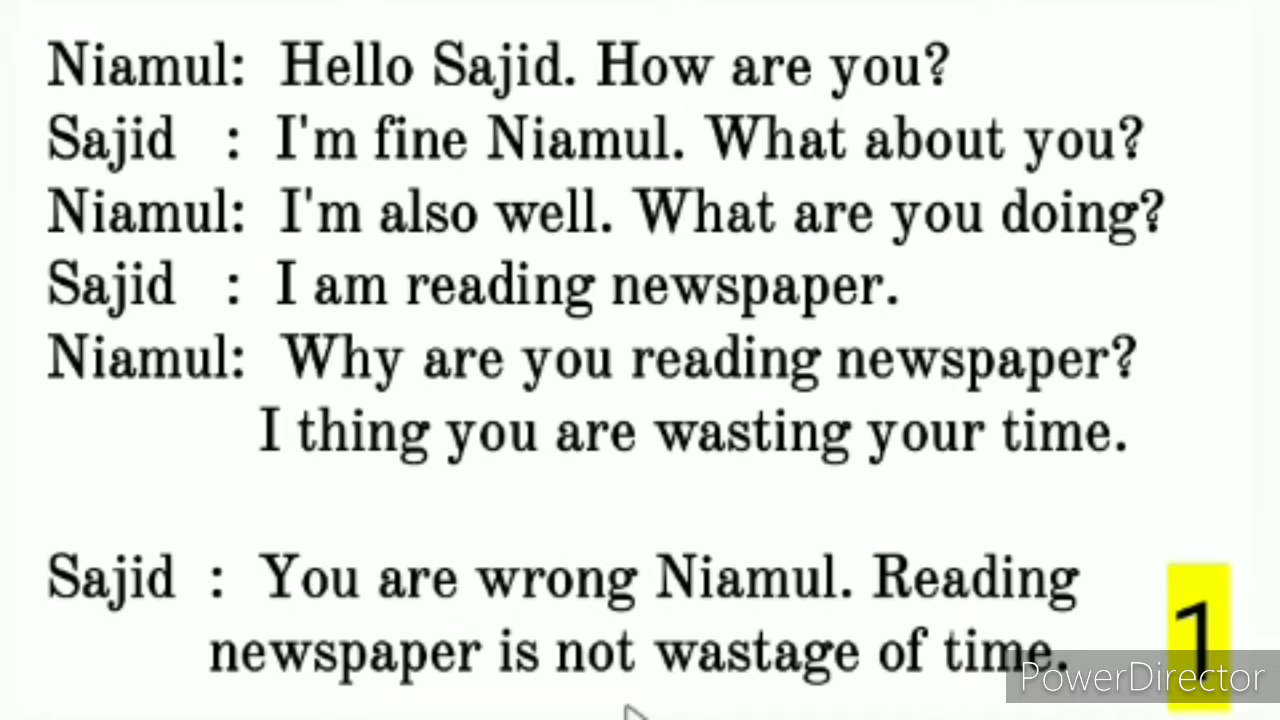 Niamul: Hello Sajid. How are you?
Sajid : I'm fine Niamul. What about you?
Niamul: I'm also well. What are you doing?
Sajid : I am reading newspaper.
Niamul: Why are you reading newspaper?
I thing you are wasting your time.
Sajid : You are wrong Niamul. Reading
newspaper is not wastage of time.
1
PowerDirector